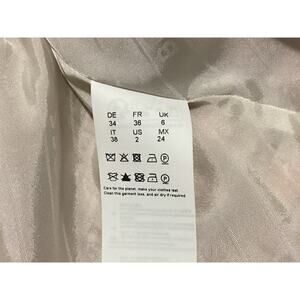 DE FR UK
34 36 6
IT US MX
38 2 24
Care for the planet, make your clothes last.
Clean this garment less, and air dry if required